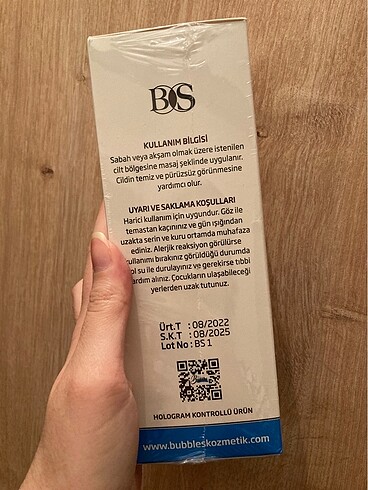 BS
KULLANIM BİLGİSİ
Sabah veya akşam olmak üzere istenilen
cilt bölgesine masaj şeklinde uygulanır.
Cildin temiz ve pürüzsüz görünmesine
yardımcı olur.
UYARI VE SAKLAMA KOŞULLARI
Harici kullanım için uygundur. Göz ile
temastan kaçınınız ve gün ışığından
uzakta serin ve kuru ortamda muhafaza
ediniz. Alerjik reaksiyon görülürse
kullanımı bırakınız görüldüğü durumda
ol su ile durulayınız ve gerekirse tıbbi
ardım alınız. Çocukların ulaşabileceği
yerlerden uzak tutunuz.
Ürt.T : 08/2022
S.K.T : 08/2025
Lot No : BS 1
HOLOGRAM KONTROLLÜ ÜRÜN
www.bubbleskozmetik.com